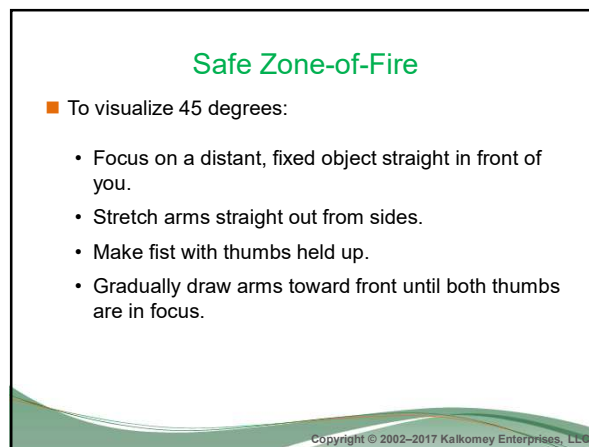 Safe Zone-of-Fire
To visualize 45 degrees:
• Focus on a distant, fixed object straight in front of
you.
• Stretch arms straight out from sides.
• Make fist with thumbs held up.
• Gradually draw arms toward front until both thumbs
are in focus.
Copyright © 2002–2017 Kalkomey Enterprises, LLC